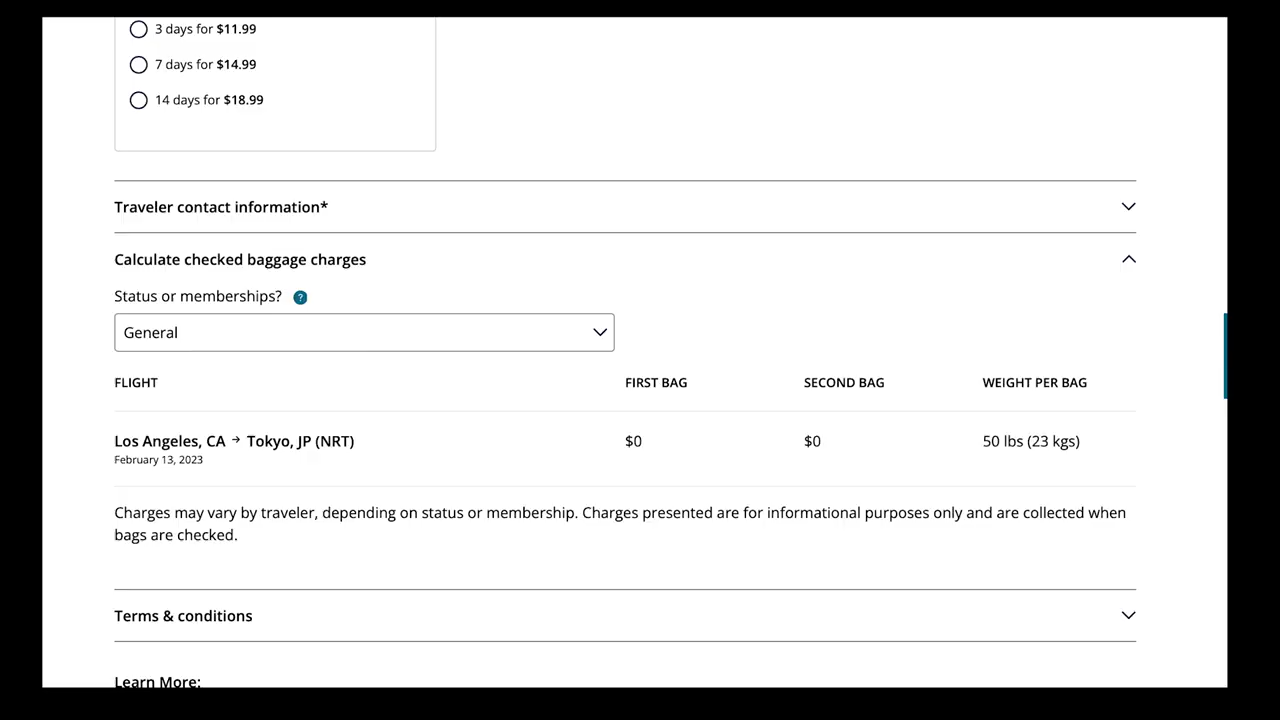 3 days for $11.99
7 days for $14.99
14 days for $18.99
Traveler contact information*
Calculate checked baggage charges
Status or memberships? ?
General
FLIGHT FIRST BAG SECOND BAG WEIGHT PER BAG
Los Angeles, CA → Tokyo, JP (NRT) $0 $0 50 lbs (23 kgs)
February 13, 2023
Charges may vary by traveler, depending on status or membership. Charges presented are for informational purposes only and are collected when
bags are checked.
Terms & conditions
Learn More: